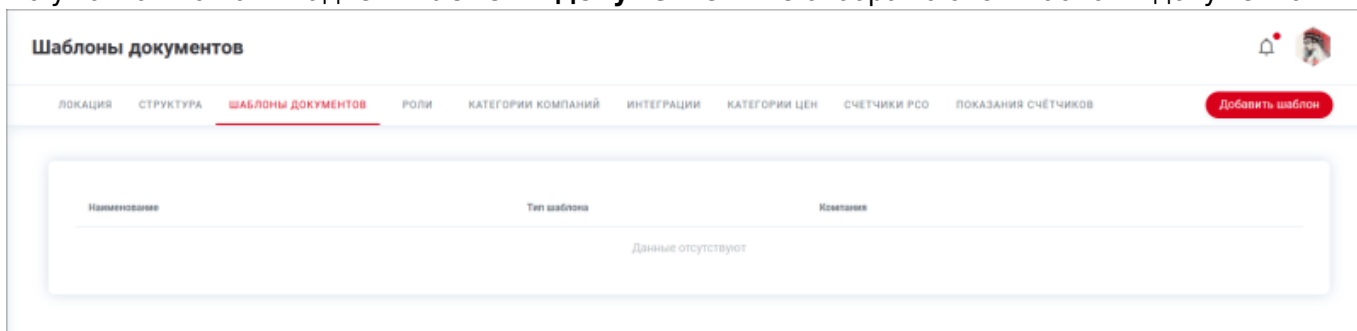 Шаблоны документов
ЛОКАЦИЯ СТРУКТУРА ШАБЛОНЫ ДОКУМЕНТОВ РОЛИ КАТЕГОРИИ КОМПАНИЙ ИНТЕГРАЦИИ КАТЕГОРИИ ЦЕН СЧЕТЧИКИ РСО ПОКАЗАНИЯ СЧЁТЧИКОВ Добавить шаблон
Наименование Тип шаблона Компания
Данные отсутствуют